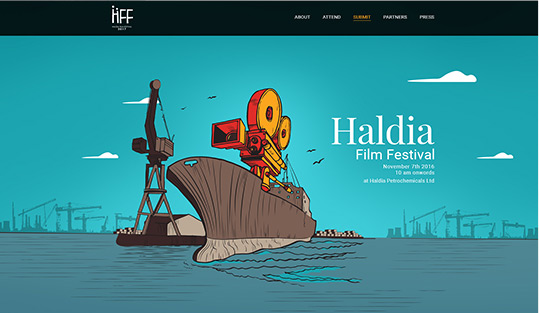 HFF
2017
ABOUT ATTEND SUBMIT PARTNERS PRESS
Haldia
Film Festival
November 7th 2016
10 am onwords
at Haldia Petrochemicals Ltd